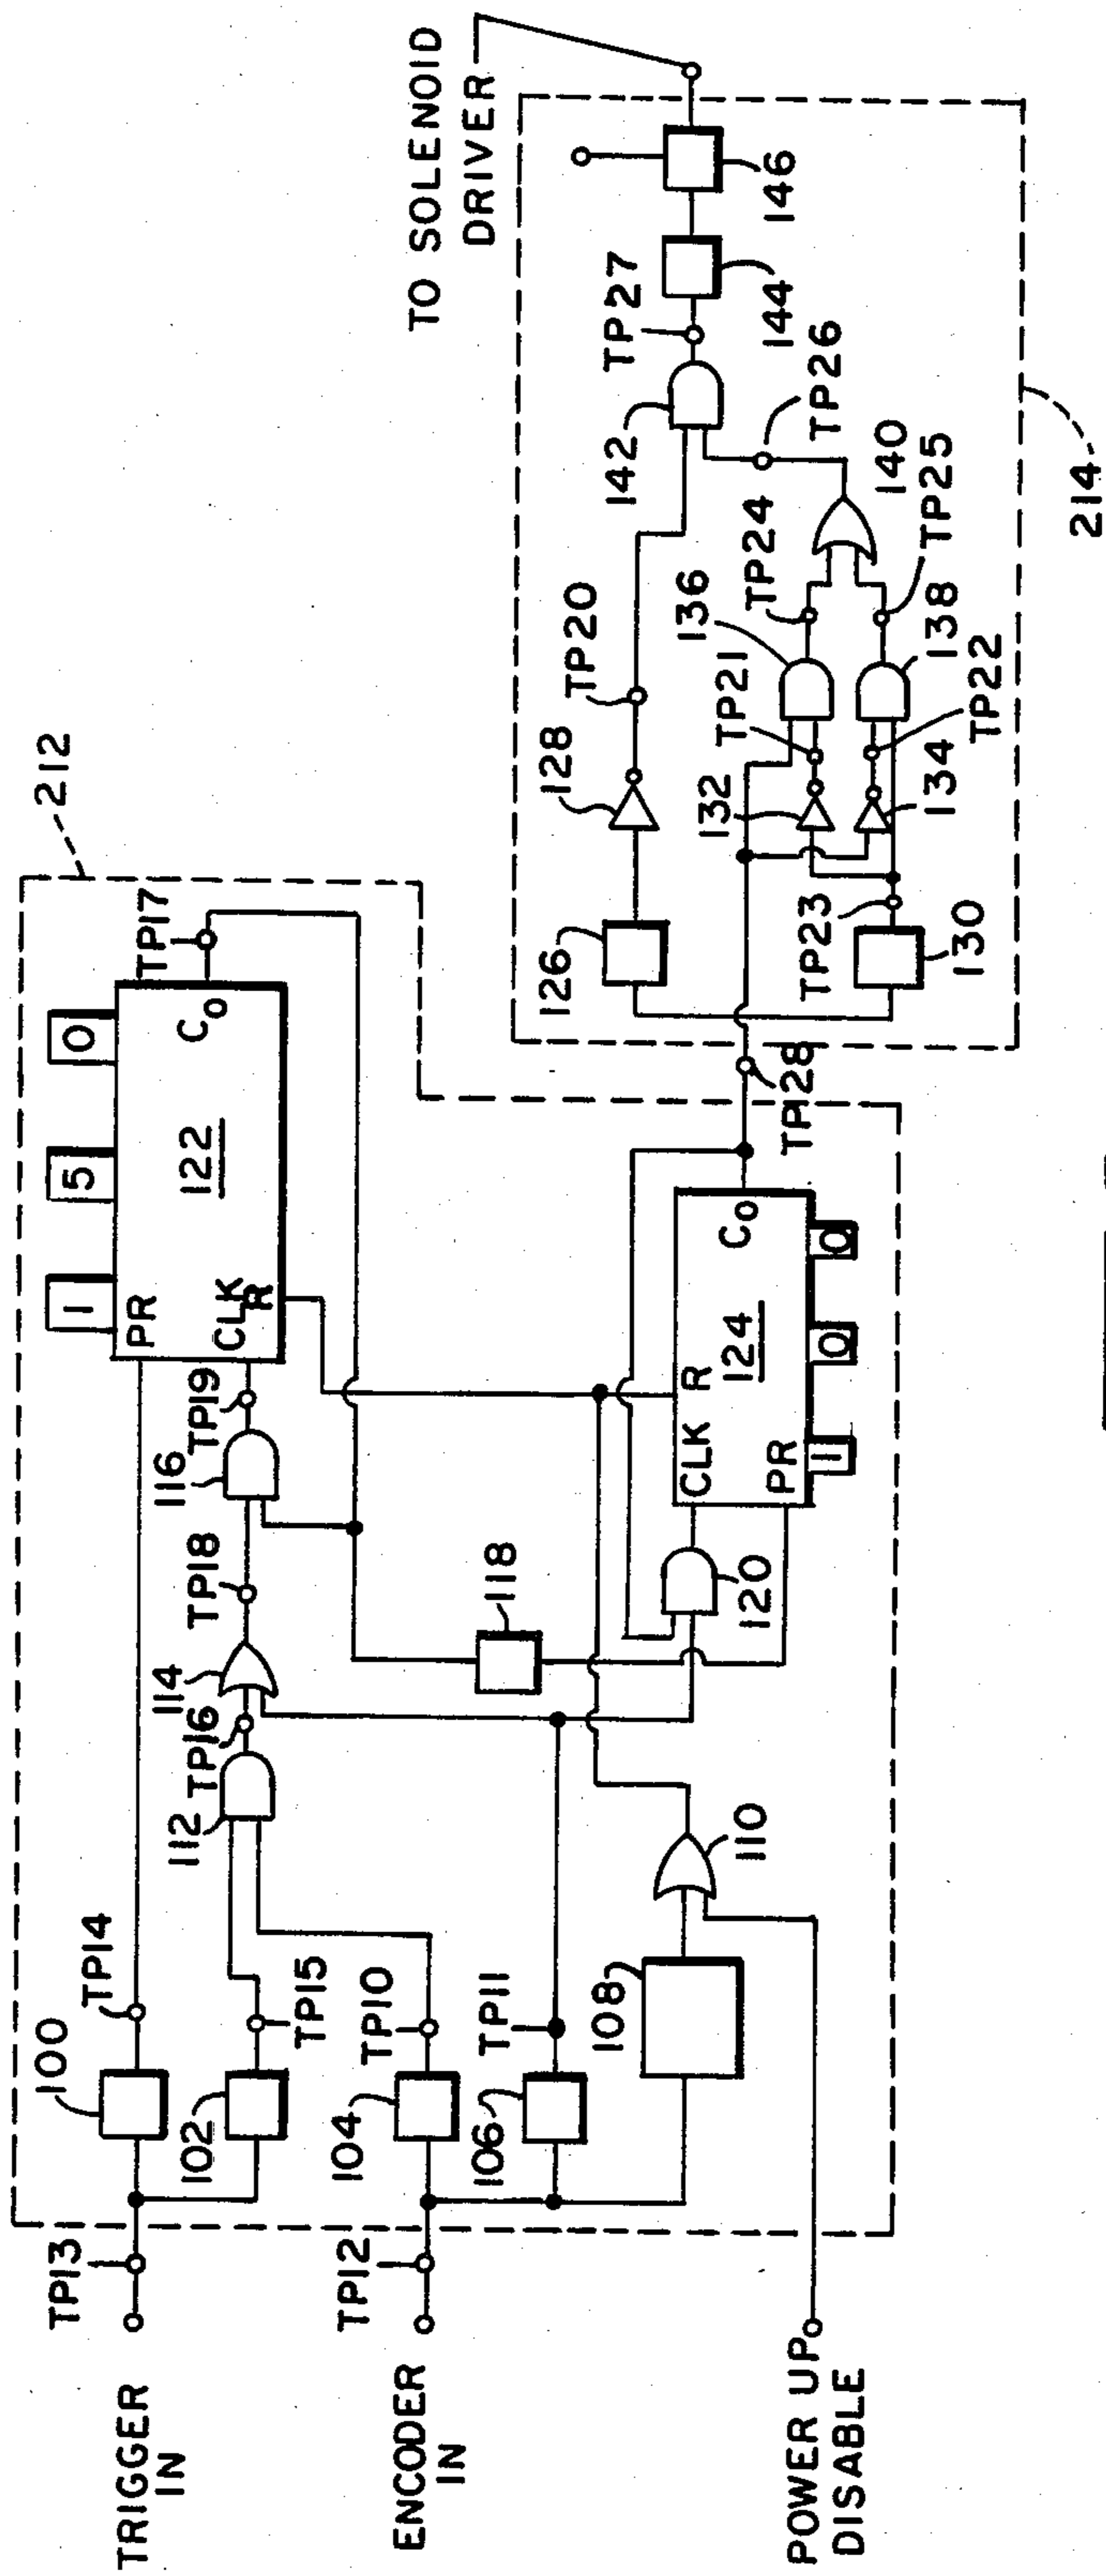 TRIGGER
IN
ENCODER
IN
POWER UP
DISABLE
TP13
TP12
100
TP14
102
TP15
104
TP10
106
TP11
108
110
112
TP16
114
TP18
116
TP19
118
120
1
5
0
PR
122
CLK
R
C0
TP17
212
CLK
R
PR
124
C0
1
0
0
TP128
126
128
TP20
TP23
130
132
TP21
134
TP22
136
TP24
138
TP25
140
TP26
142
TP27
144
146
TO SOLENOID
DRIVER
214